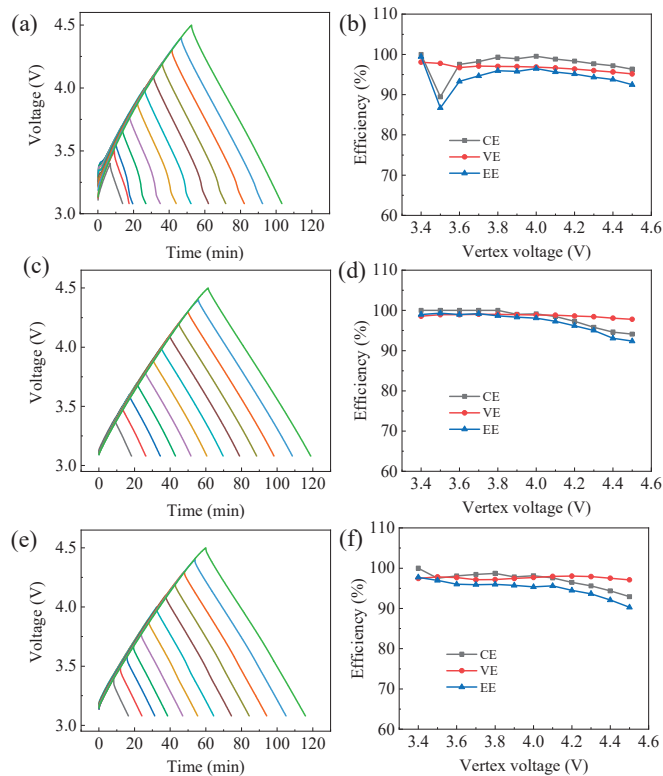 (a)
Voltage (V)
4.5
4.0
3.5
3.0
0 20 40 60 80 100 120
Time (min)
(b)
Efficiency (%)
110
100
90
80
70
60
CE
VE
EE
3.4 3.6 3.8 4.0 4.2 4.4 4.6
Vertex voltage (V)
(c)
Voltage (V)
4.5
4.0
3.5
3.0
0 20 40 60 80 100 120
Time (min)
(d)
Efficiency (%)
110
100
90
80
70
60
CE
VE
EE
3.4 3.6 3.8 4.0 4.2 4.4 4.6
Vertex voltage (V)
(e)
Voltage (V)
4.5
4.0
3.5
3.0
0 20 40 60 80 100 120
Time (min)
(f)
Efficiency (%)
110
100
90
80
70
60
CE
VE
EE
3.4 3.6 3.8 4.0 4.2 4.4 4.6
Vertex voltage (V)